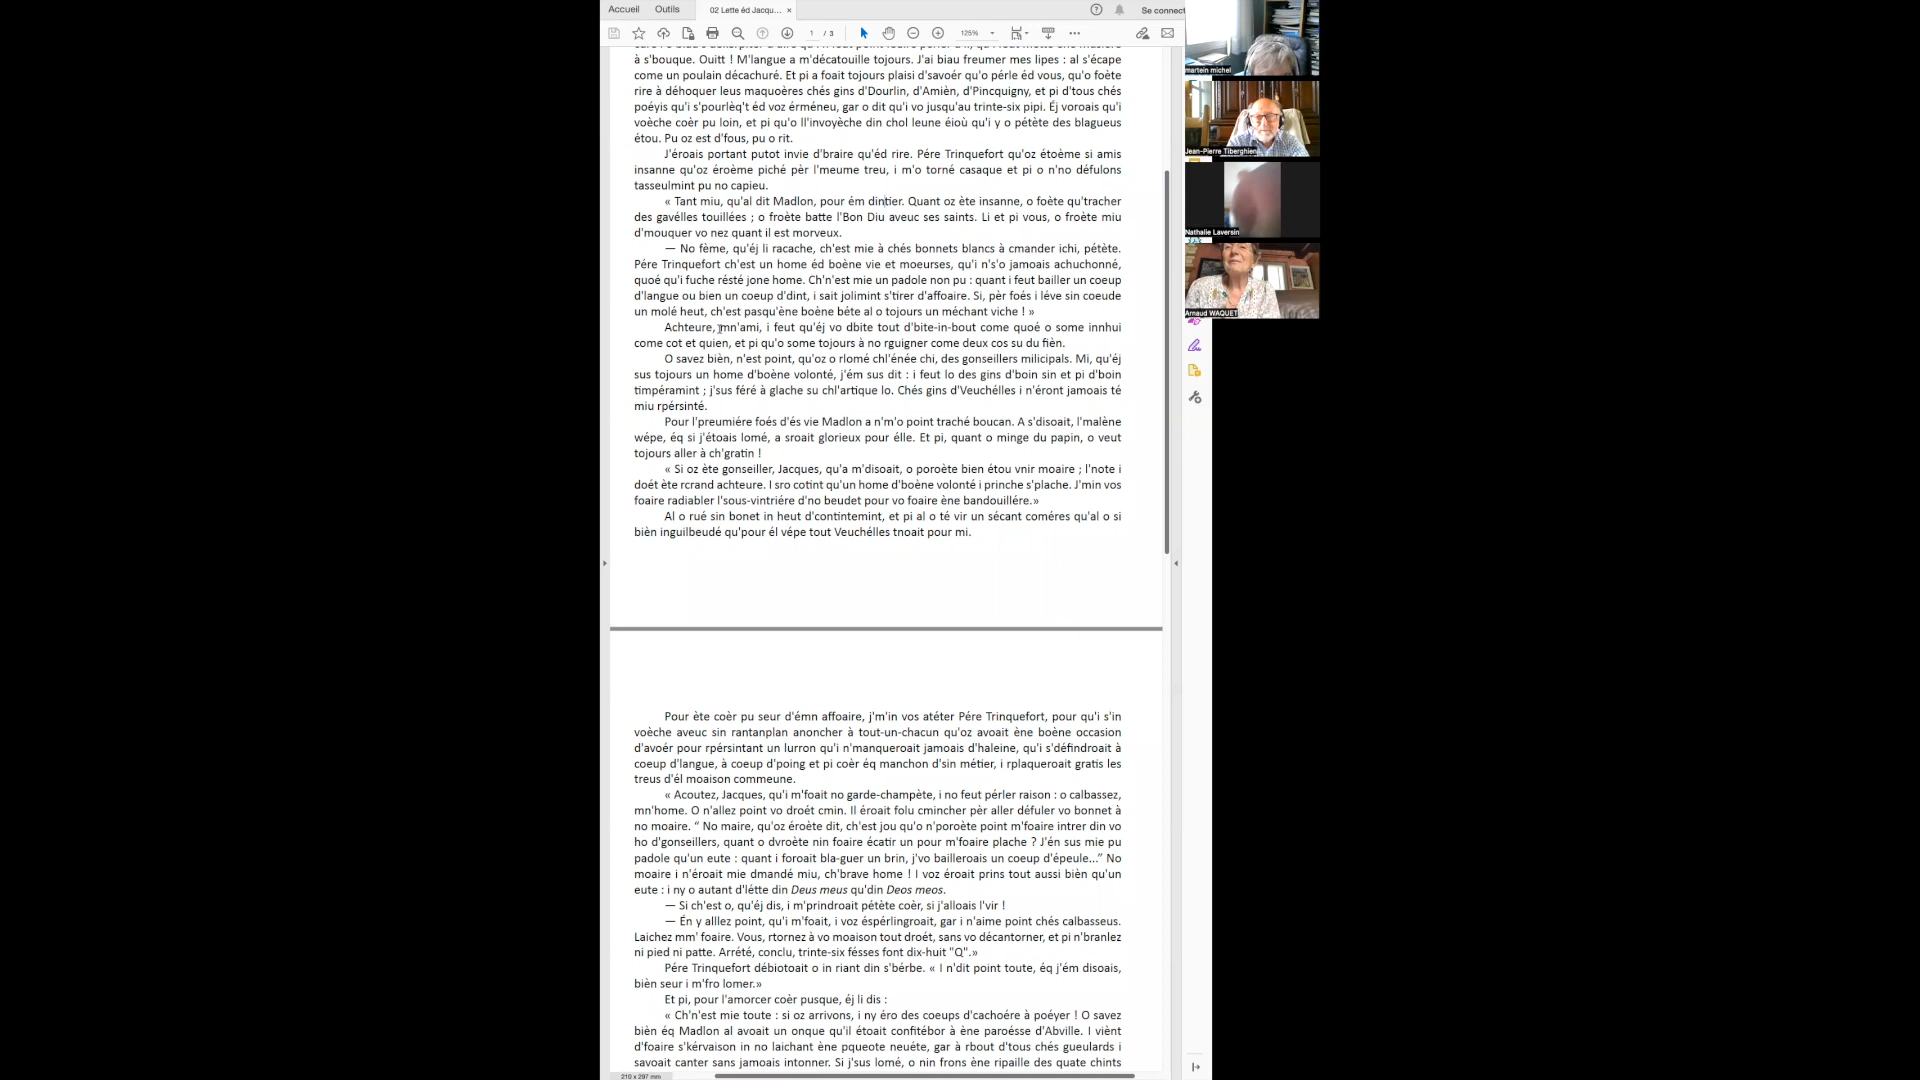 Accueil Outils 02 Lette éd Jacqu... × Se connect
1 / 3 125%
à s'bouque. Ouitt ! M'langue a m'décatouille tojours. J'ai biau freumer mes lipes : al s'écape
come un poulain décachuré. Et pi a foait tojours plaisi d'savoér qu'o pérle éd vous, qu'o foète
rire à déhoquer leus maquoères chés gins d'Dourlin, d'Amièn, d'Pincquigny, et pi d'tous chés
poéyis qu'i s'pourlèq't éd voz érméneu, gar o dit qu'i vo jusqu'au trinte-six pipi. Éj voroais qu'i
voèche coèr pu loin, et pi qu'o ll'invoyèche din chol leune éioù qu'i y o pétète des blagueus
étou. Pu oz est d'fous, pu o rit.
J'éroais portant putot invie d'braire qu'éd rire. Pére Trinquefort qu'oz étoème si amis
insanne qu'oz éroème piché pèr l'meume treu, i m'o torné casaque et pi o n'no défulons
tasseulmint pu no capieu.
« Tant miu, qu'al dit Madlon, pour ém dintier. Quant oz ète insanne, o foète qu'tracher
des gavélles touillées ; o froète batte l'Bon Diu aveuc ses saints. Li et pi vous, o froète miu
d'mouquer vo nez quant il est morveux.
— No fème, qu'éj li racache, ch'est mie à chés bonnets blancs à cmander ichi, pétète.
Pére Trinquefort ch'est un home éd boène vie et moeurses, qu'i n's'o jamoais achuchonné,
quoé qu'i fuche résté jone home. Ch'n'est mie un padole non pu : quant i feut bailler un coeup
d'langue ou bien un coeup d'dint, i sait jolimint s'tirer d'affoaire. Si, pèr foés i léve sin coeude
un molé heut, ch'est pasqu'ène boène bète al o tojours un méchant viche ! »
Achteure, mn'ami, i feut qu'éj vo dbite tout d'bite-in-bout come quoé o some innhui
come cot et quien, et pi qu'o some tojours à no rguigner come deux cos su du fièn.
O savez bièn, n'est point, qu'oz o rlomé chl'énée chi, des gonseillers milicipals. Mi, qu'éj
sus tojours un home d'boène volonté, j'ém sus dit : i feut lo des gins d'boin sin et pi d'boin
timpéramint ; j'sus féré à glache su chl'artique lo. Chés gins d'Veuchélles i n'éront jamoais té
miu rpérsinté.
Pour l'preumiére foés d'és vie Madlon a n'm'o point traché boucan. A s'disoait, l'malène
wépe, éq si j'étoais lomé, a sroait glorieux pour élle. Et pi, quant o minge du papin, o veut
tojours aller à ch'gratin !
« Si oz ète gonseiller, Jacques, qu'a m'disoait, o poroète bien étou vnir moaire ; l'note i
doét ète rcrand achteure. I sro cotint qu'un home d'boène volonté i princhе s'plache. J'min vos
foaire radiabler l'sous-vintriére d'no beudet pour vo foaire ène bandouillére.»
Al o rué sin bonet in heut d'contintemint, et pi al o té vir un sécant coméres qu'al o si
bièn inguilbeudé qu'pour él vépe tout Veuchélles tnoait pour mi.
Pour ète coèr pu seur d'émn affoaire, j'm'in vos atéter Pére Trinquefort, pour qu'i s'in
voèche aveuc sin rantanplan anoncher à tout-un-chacun qu'oz avoait ène boène occasion
d'avoér pour rpérsintant un lurron qu'i n'manqueroait jamoais d'haleine, qu'i s'défindroait à
coeup d'langue, à coeup d'poing et pi coèr éq manchon d'sin métier, i rplaqueroait gratis les
treus d'él moaison commeune.
« Acoutez, Jacques, qu'i m'foait no garde-champète, i no feut pérler raison : o calbassez,
mn'home. O n'allez point vo droét cmin. Il éroait folu cmincher pèr aller défuler vo bonnet à
no moaire. “ No maire, qu'oz éroète dit, ch'est jou qu'o n'poroète point m'foaire intrer din vo
ho d'gonseillers, quant o dvroète nin foaire écatir un pour m'foaire plache ? J'én sus mie pu
padole qu'un eute : quant i foroait bla-guer un brin, j'vo bailleroais un coeup d'épeule...” No
moaire i n'éroait mie dmandé miu, ch'brave home ! I voz éroait prins tout aussi bièn qu'un
eute : i ny o autant d'létte din Deus meus qu'din Deos meos.
— Si ch'est o, qu'éj dis, i m'prindroait pétète coèr, si j'alloais l'vir !
— Én y alllez point, qu'i m'foait, i voz éspérlingroait, gar i n'aime point chés calbasseus.
Laichez mm' foaire. Vous, rtornez à vo moaison tout droét, sans vo décantorner, et pi n'branlez
ni pied ni patte. Arrété, conclu, trinte-six fésses font dix-huit "Q".»
Pére Trinquefort débiotoait o in riant din s'bérbe. « I n'dit point toute, éq j'ém disoais,
bièn seur i m'fro lomer.»
Et pi, pour l'amorcer coèr pusque, éj li dis :
« Ch'n'est mie toute : si oz arrivons, i ny éro des coeups d'cachoére à poéyer ! O savez
bièn éq Madlon al avoait un onque qu'il étoait confitébor à ène paroésse d'Abville. I viènt
d'foaire s'kérvaison in no laichant ène pqueote neuéte, gar à rbout d'tous chés gueulards i
savoait canter sans jamoais intonner. Si j'sus lomé, o nin frons ène ripaille des quate chints
210 x 297 mm
martein michel
Jean-Pierre Tiberghien
Nathalie Laversin
Arnaud WAQUET